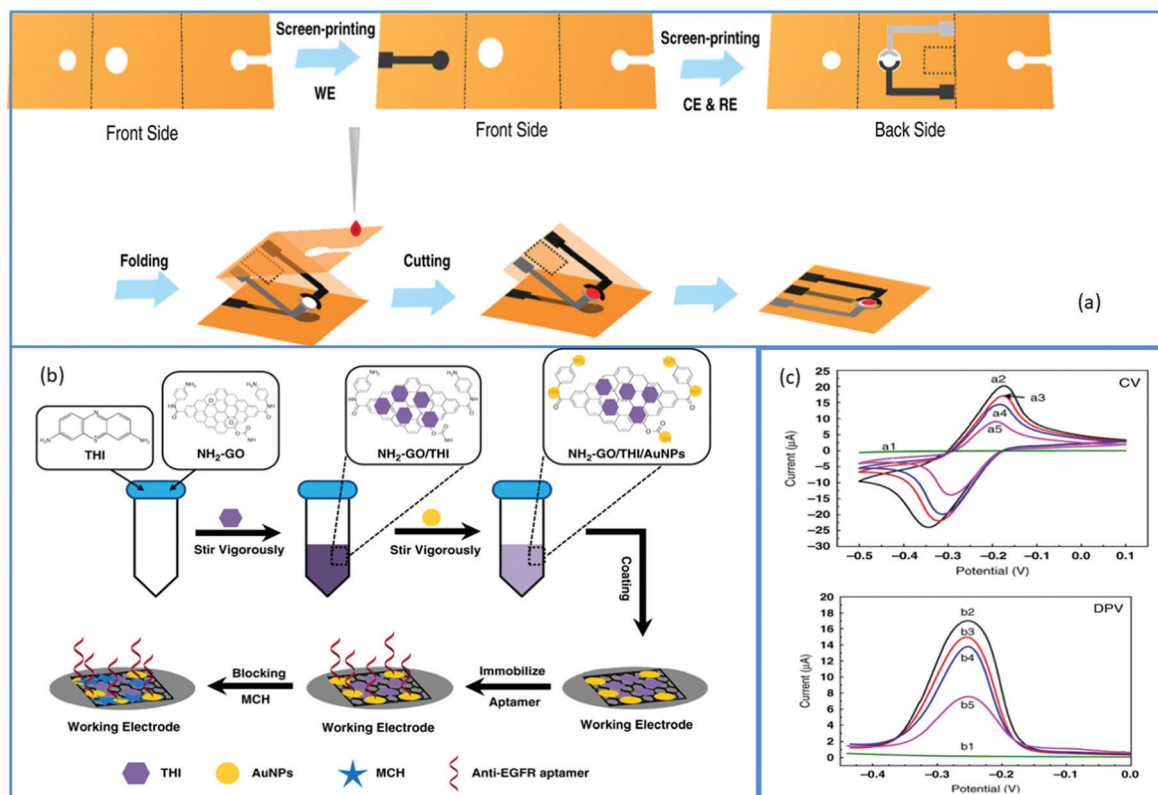 Screen-printing
WE
Screen-printing
CE & RE
Front Side
Front Side
Back Side
Folding
Cutting
(a)
(b)
THI
NH2-GO
NH2-GO/THI
NH2-GO/THI/AuNPs
Stir Vigorously
Stir Vigorously
Coating
Blocking
MCH
Immobilize
Aptamer
Working Electrode
Working Electrode
Working Electrode
THI
AuNPs
MCH
Anti-EGFR aptamer
(c)
CV
25
20
15
10
5
0
−5
−10
−15
−20
−25
−30
Current (μA)
a1
a2
a3
a4
a5
−0.5
−0.4
−0.3
−0.2
−0.1
0.0
0.1
Potential (V)
DPV
20
18
16
14
12
10
8
6
4
2
0
Current (μA)
b2
b3
b4
b5
b1
−0.4
−0.3
−0.2
−0.1
0.0
Potential (V)